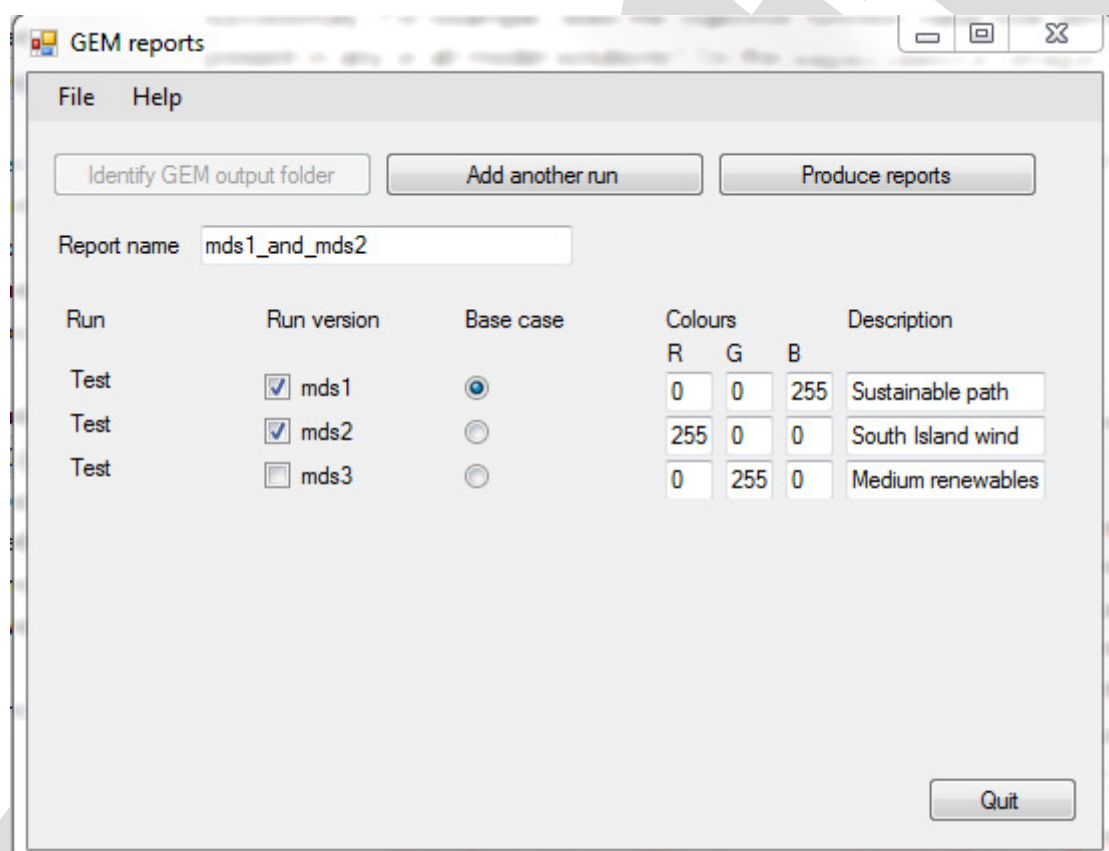 GEM reports
File Help
Identify GEM output folder Add another run Produce reports
Report name mds1_and_mds2
Run Run version Base case Colours Description
R G B
Test mds1 0 0 255 Sustainable path
Test mds2 255 0 0 South Island wind
Test mds3 0 255 0 Medium renewables
Quit